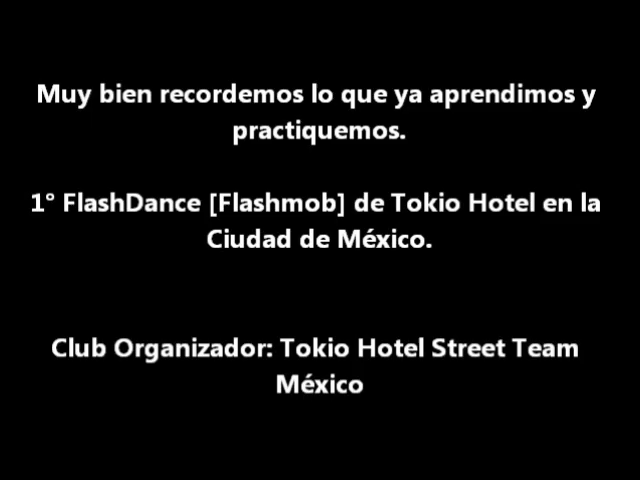 Muy bien recordemos lo que ya aprendimos y
practiquemos.
1° FlashDance [Flashmob] de Tokio Hotel en la
Ciudad de México.
Club Organizador: Tokio Hotel Street Team
México